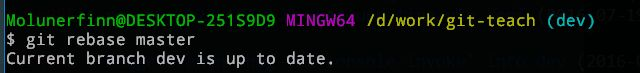 Molunerfinn@DESKTOP-251S9D9 MINGW64 /d/work/git-teach (dev)
$ git rebase master
Current branch dev is up to date.